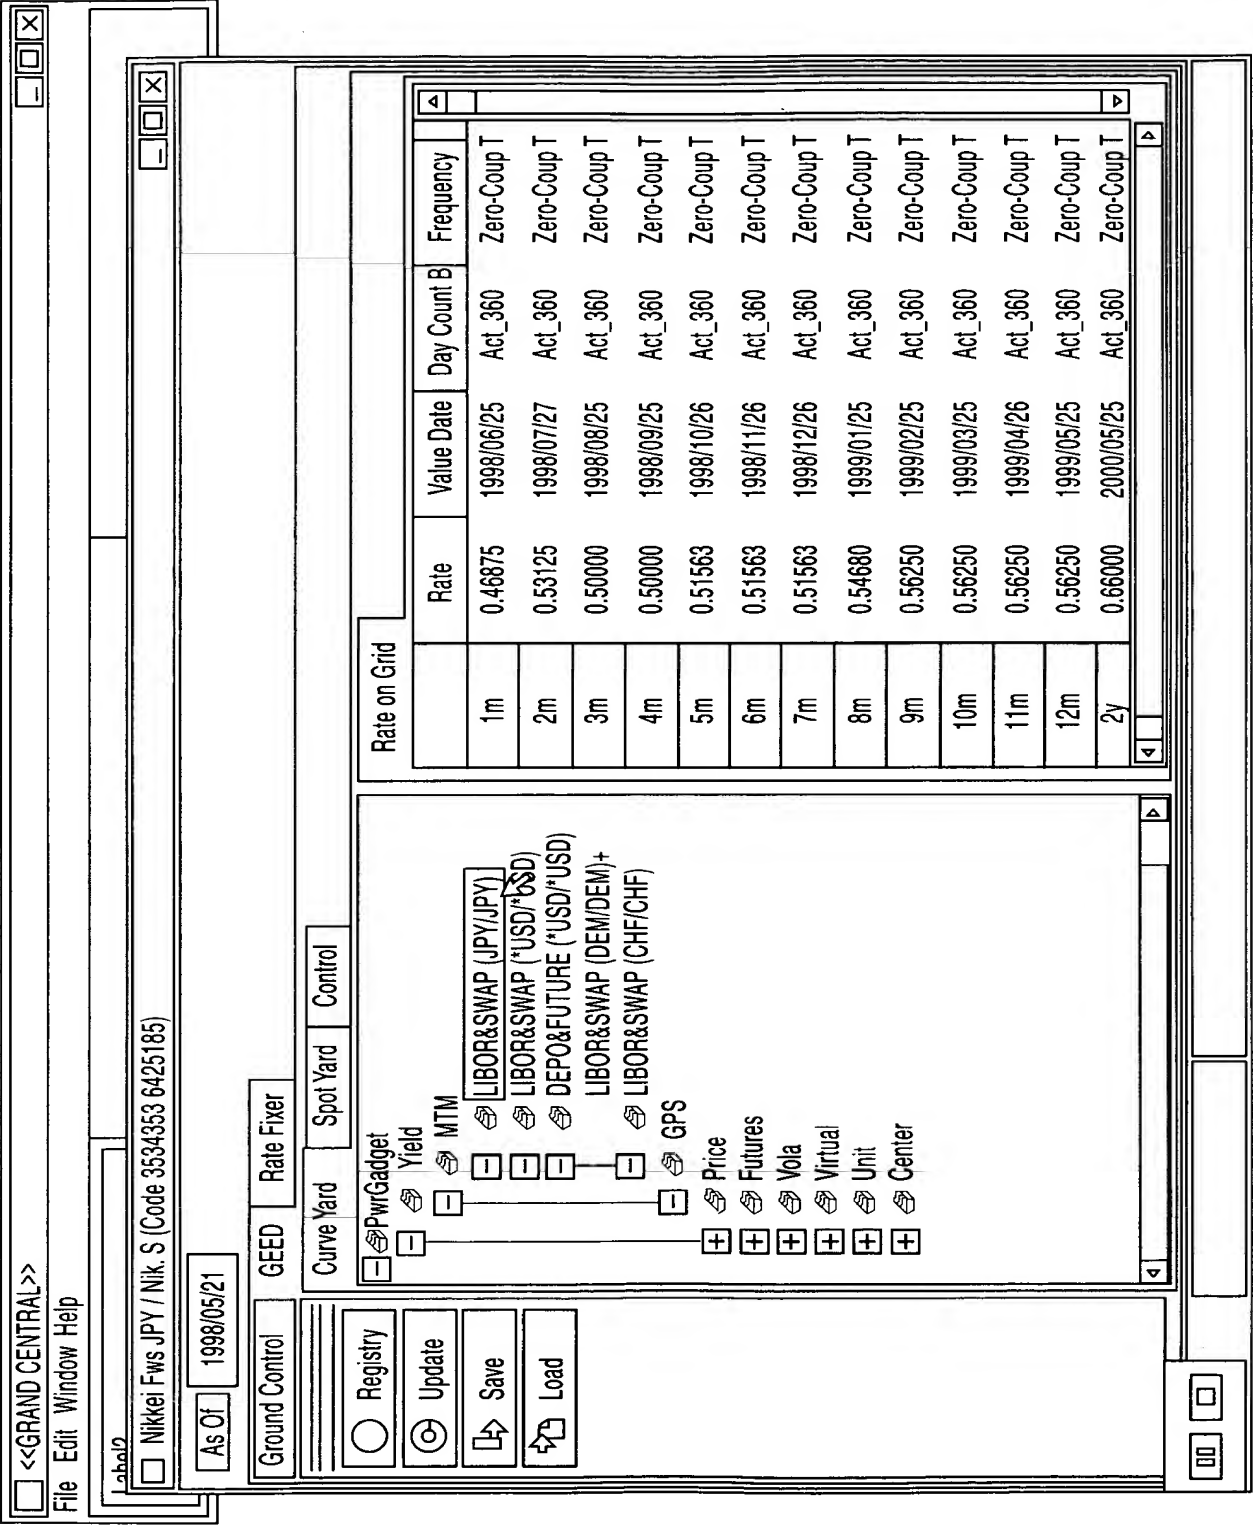 <<GRAND CENTRAL>>
File Edit Window Help
Nikkei Fws JPY / Nik. S (Code 3534353 6425185)
As Of 1998/05/21
Ground Control GEED Rate Fixer
Curve Yard Spot Yard Control
Registry
Update
Save
Load
PwrGadget
Yield
MTM
LIBOR&SWAP (JPY/JPY)
LIBOR&SWAP (*USD/*USD)
DEPO&FUTURE (*USD/*USD)
LIBOR&SWAP (DEM/DEM)+
LIBOR&SWAP (CHF/CHF)
GPS
Price
Futures
Vola
Virtual
Unit
Center
Rate on Grid
Rate Value Date Day Count B Frequency
1m 0.46875 1998/06/25 Act_360 Zero-Coup T
2m 0.53125 1998/07/27 Act_360 Zero-Coup T
3m 0.50000 1998/08/25 Act_360 Zero-Coup T
4m 0.50000 1998/09/25 Act_360 Zero-Coup T
5m 0.51563 1998/10/26 Act_360 Zero-Coup T
6m 0.51563 1998/11/26 Act_360 Zero-Coup T
7m 0.51563 1998/12/26 Act_360 Zero-Coup T
8m 0.54680 1999/01/25 Act_360 Zero-Coup T
9m 0.56250 1999/02/25 Act_360 Zero-Coup T
10m 0.56250 1999/03/25 Act_360 Zero-Coup T
11m 0.56250 1999/04/26 Act_360 Zero-Coup T
12m 0.56250 1999/05/25 Act_360 Zero-Coup T
2y 0.66000 2000/05/25 Act_360 Zero-Coup T